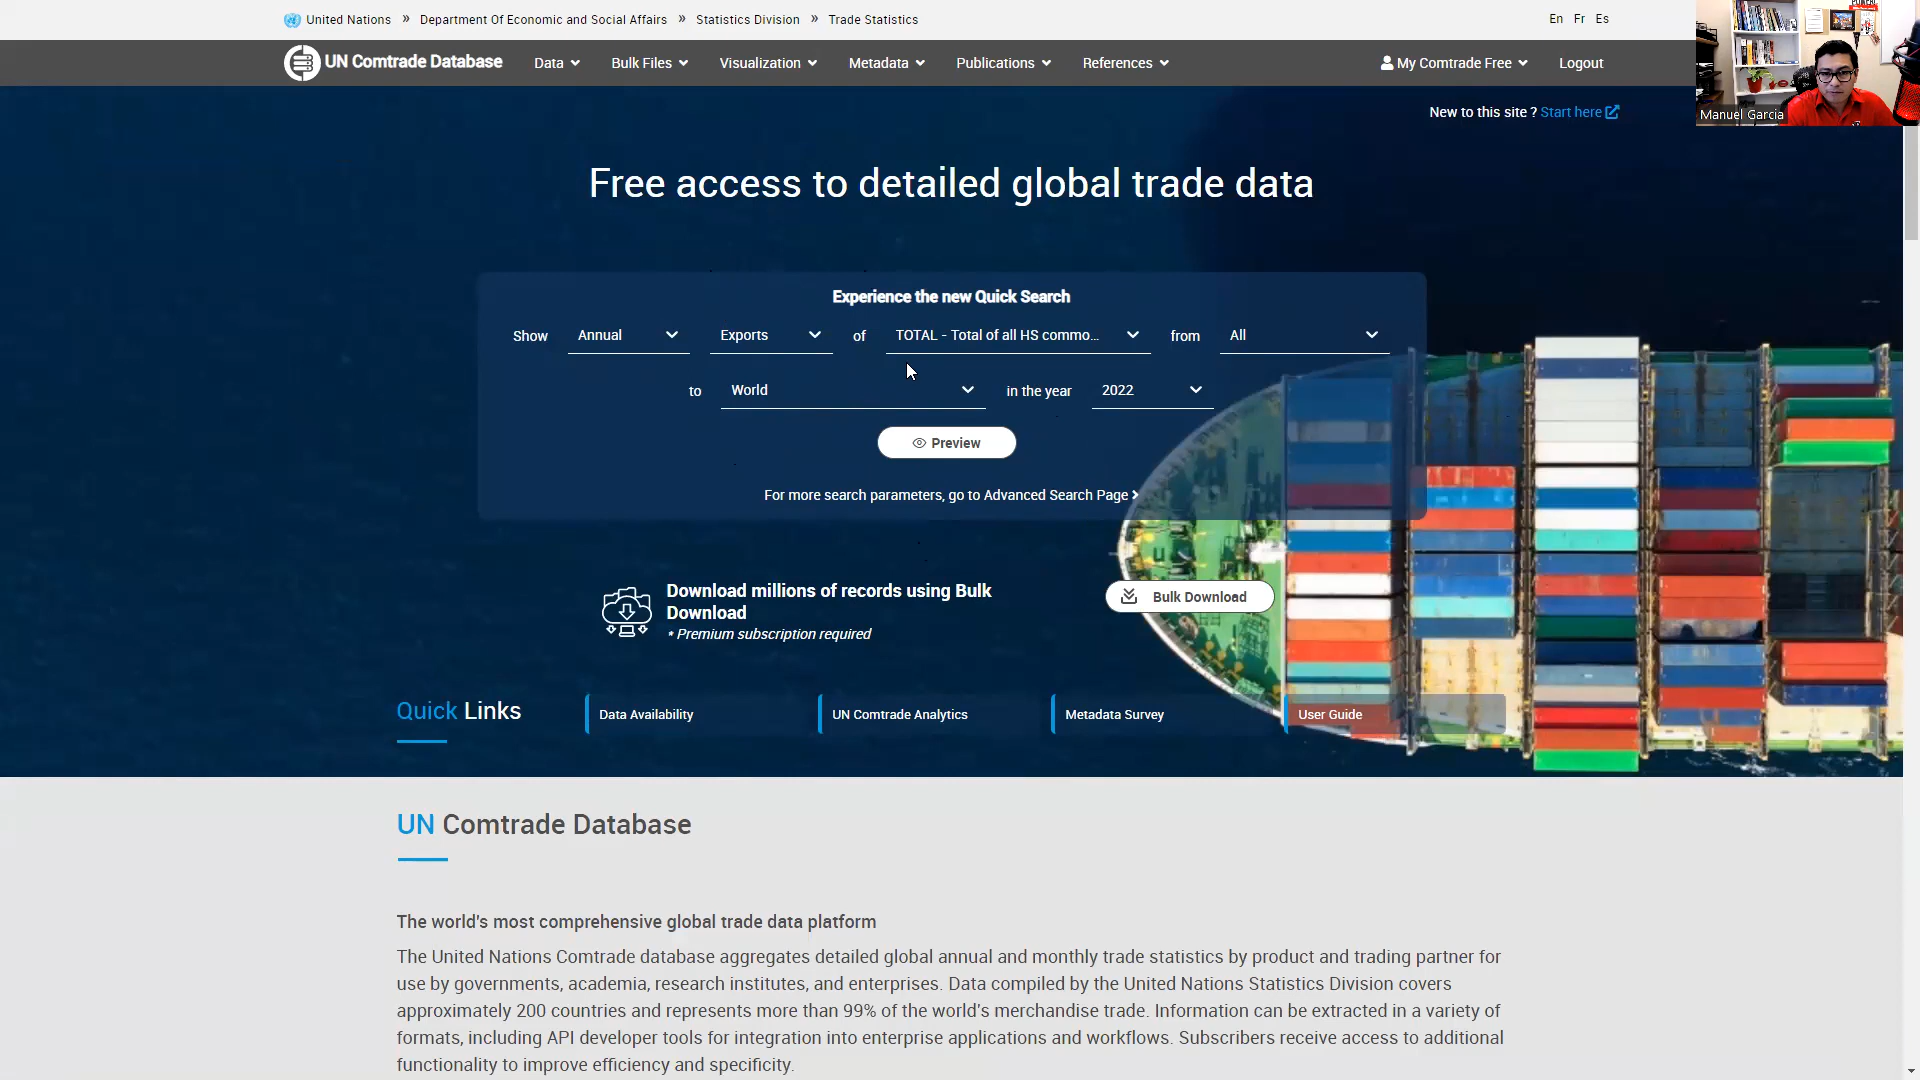 United Nations » Department Of Economic and Social Affairs » Statistics Division » Trade Statistics
En Fr Es
UN Comtrade Database
Data
Bulk Files
Visualization
Metadata
Publications
References
My Comtrade Free
Logout
Manuel Garcia
New to this site ? Start here
Free access to detailed global trade data
Experience the new Quick Search
Show Annual Exports of TOTAL - Total of all HS commo... from All
to World in the year 2022
Preview
For more search parameters, go to Advanced Search Page
Download millions of records using Bulk
Download
* Premium subscription required
Bulk Download
Quick Links
Data Availability
UN Comtrade Analytics
Metadata Survey
User Guide
UN Comtrade Database
The world's most comprehensive global trade data platform
The United Nations Comtrade database aggregates detailed global annual and monthly trade statistics by product and trading partner for
use by governments, academia, research institutes, and enterprises. Data compiled by the United Nations Statistics Division covers
approximately 200 countries and represents more than 99% of the world's merchandise trade. Information can be extracted in a variety of
formats, including API developer tools for integration into enterprise applications and workflows. Subscribers receive access to additional
functionality to improve efficiency and specificity.